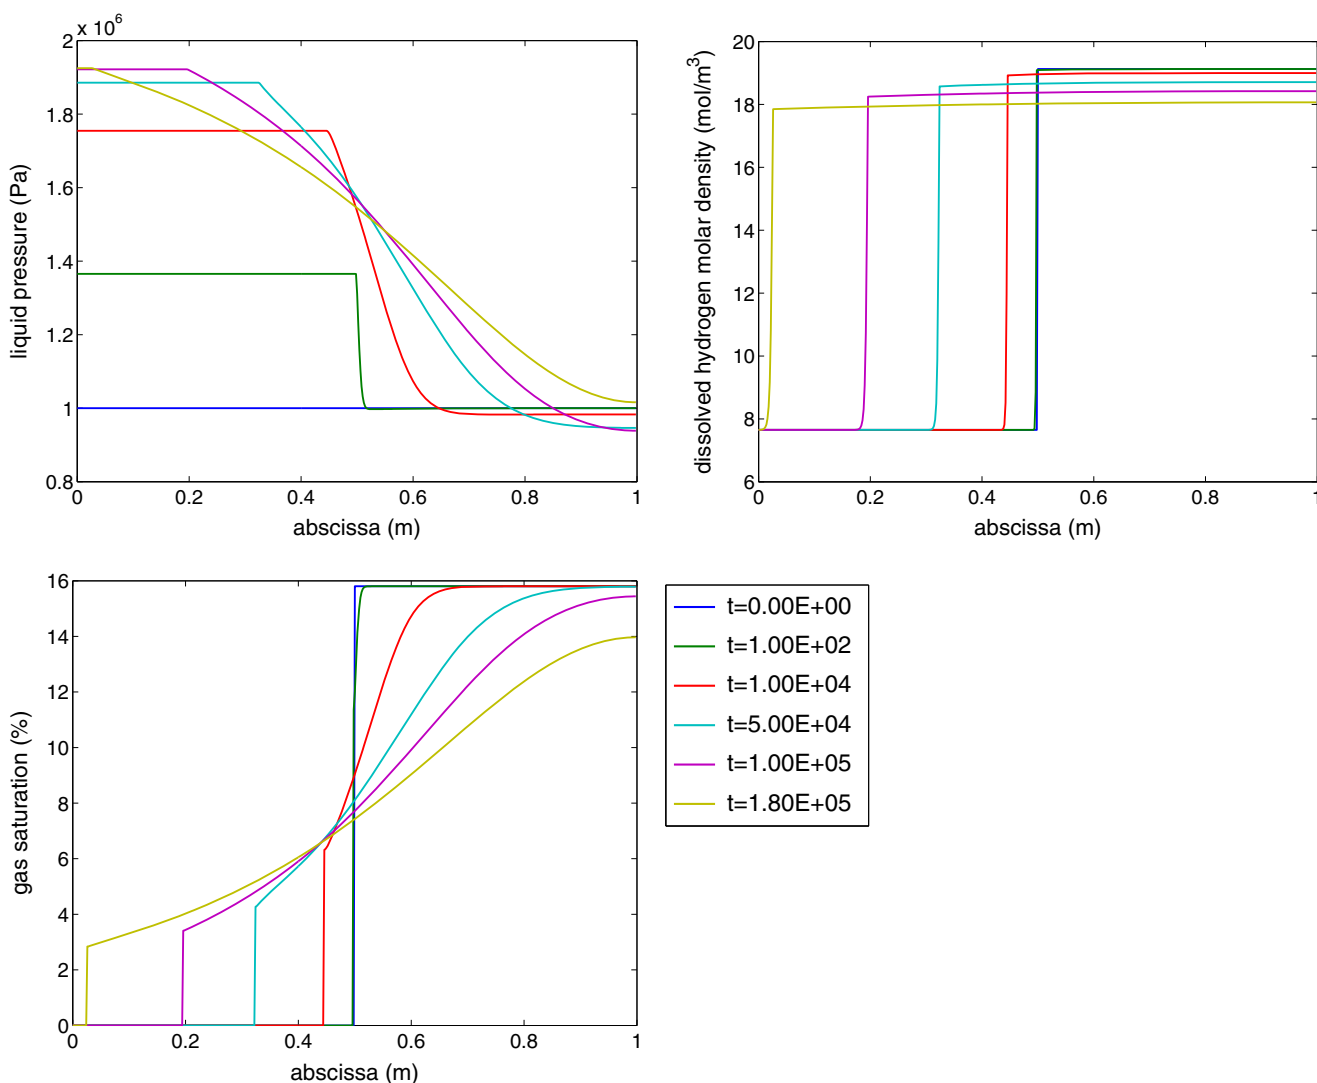 x 10⁶
2
1.8
1.6
1.4
1.2
1
0.8
liquid pressure (Pa)
0 0.2 0.4 0.6 0.8 1
abscissa (m)
20
18
16
14
12
10
8
6
dissolved hydrogen molar density (mol/m³)
0 0.2 0.4 0.6 0.8 1
abscissa (m)
16
14
12
10
8
6
4
2
0
gas saturation (%)
0 0.2 0.4 0.6 0.8 1
abscissa (m)
t=0.00E+00
t=1.00E+02
t=1.00E+04
t=5.00E+04
t=1.00E+05
t=1.80E+05